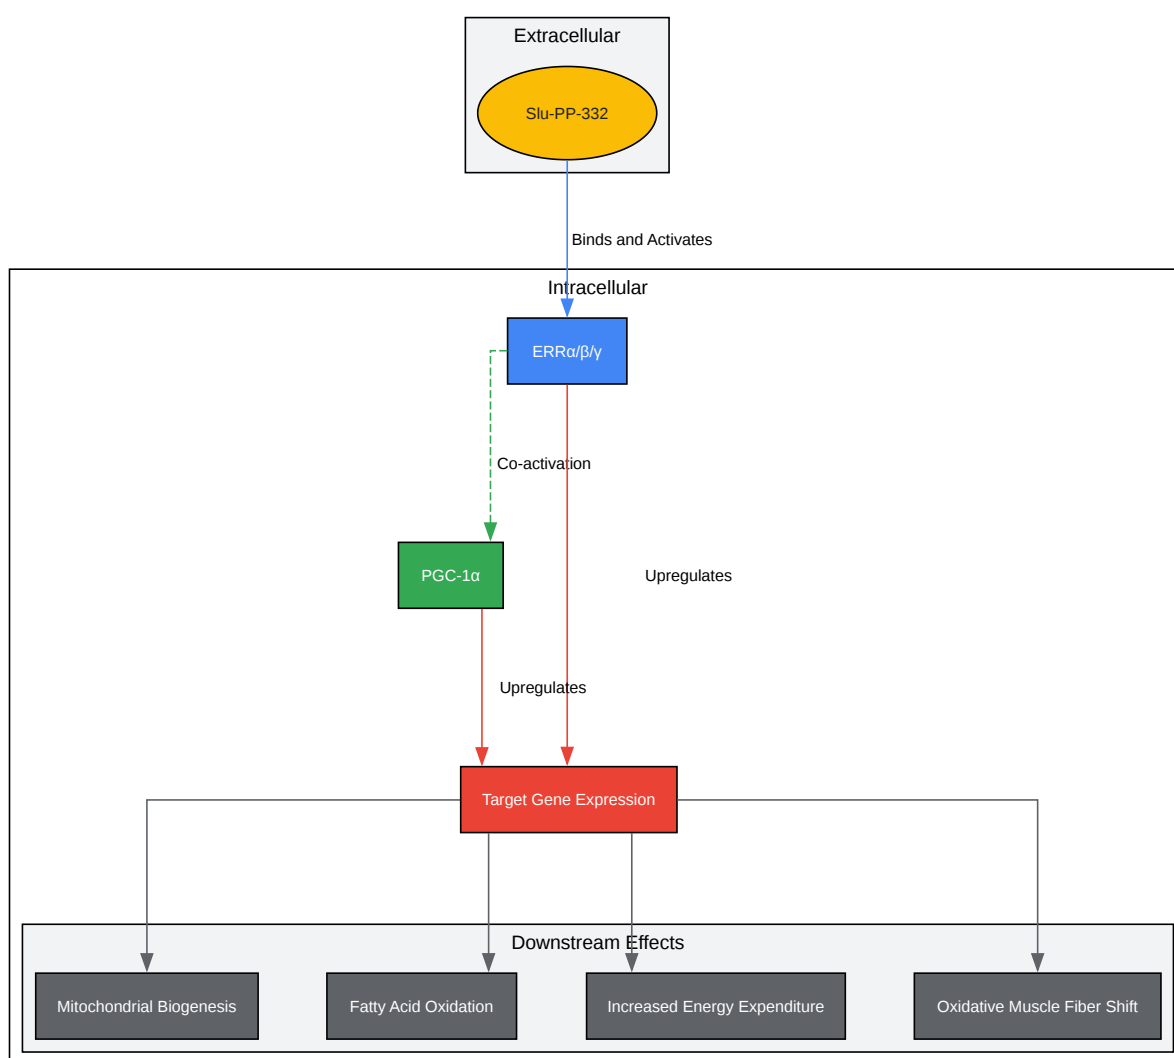 Extracellular
Slu-PP-332
Binds and Activates
Intracellular
ERRα/β/γ
Co-activation
PGC-1α
Upregulates
Upregulates
Target Gene Expression
Downstream Effects
Mitochondrial Biogenesis
Fatty Acid Oxidation
Increased Energy Expenditure
Oxidative Muscle Fiber Shift